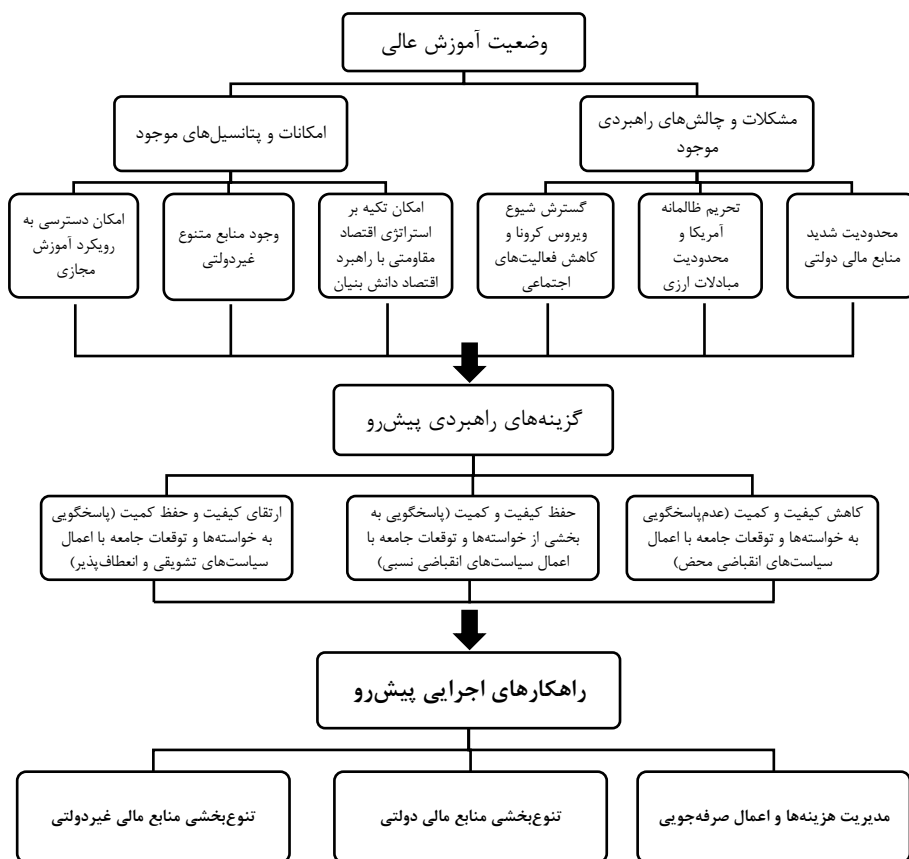 وضعیت آموزش عالی
مشکلات و چالش‌های راهبردی
موجود
امکانات و پتانسیل‌های موجود
محدودیت شدید
منابع مالی دولتی
تحریم ظالمانه
آمریکا و
محدودیت
مبادلات ارزی
گسترش شیوع
ویروس کرونا و
کاهش فعالیت‌های
اجتماعی
امکان تکیه بر
استراتژی اقتصاد
مقاومتی با راهبرد
اقتصاد دانش بنیان
وجود منابع متنوع
غیردولتی
امکان دسترسی به
رویکرد آموزش
مجازی
گزینه‌های راهبردی پیش‌رو
کاهش کیفیت و کمیت (عدم‌پاسخگویی
به خواسته‌ها و توقعات جامعه با اعمال
سیاست‌های انقباضی محض)
حفظ کیفیت و کمیت (پاسخگویی به
بخشی از خواسته‌ها و توقعات جامعه با
اعمال سیاست‌های انقباضی نسبی)
ارتقای کیفیت و حفظ کمیت (پاسخگویی
به خواسته‌ها و توقعات جامعه با اعمال
سیاست‌های تشویقی و انعطاف‌پذیر)
راهکارهای اجرایی پیش‌رو
مدیریت هزینه‌ها و اعمال صرفه‌جویی
تنوع‌بخشی منابع مالی دولتی
تنوع‌بخشی منابع مالی غیردولتی